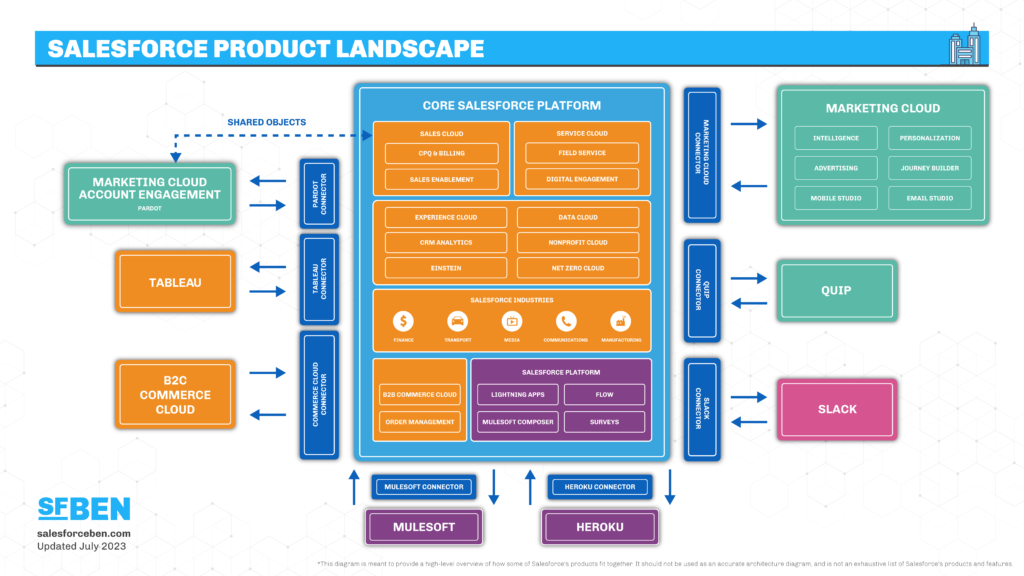 SALESFORCE PRODUCT LANDSCAPE
SHARED OBJECTS
MARKETING CLOUD
ACCOUNT ENGAGEMENT
PARDOT
TABLEAU
B2C
COMMERCE
CLOUD
PARDOT
CONNECTOR
TABLEAU
CONNECTOR
COMMERCE CLOUD
CONNECTOR
CORE SALESFORCE PLATFORM
SALES CLOUD
CPQ & BILLING
SALES ENABLEMENT
SERVICE CLOUD
FIELD SERVICE
DIGITAL ENGAGEMENT
EXPERIENCE CLOUD
DATA CLOUD
CRM ANALYTICS
NONPROFIT CLOUD
EINSTEIN
NET ZERO CLOUD
SALESFORCE INDUSTRIES
$
FINANCE
TRANSPORT
MEDIA
COMMUNICATIONS
MANUFACTURING
B2B COMMERCE CLOUD
ORDER MANAGEMENT
SALESFORCE PLATFORM
LIGHTNING APPS
FLOW
MULESOFT COMPOSER
SURVEYS
MARKETING CLOUD
CONNECTOR
QUIP
CONNECTOR
SLACK
CONNECTOR
MARKETING CLOUD
INTELLIGENCE
PERSONALIZATION
ADVERTISING
JOURNEY BUILDER
MOBILE STUDIO
EMAIL STUDIO
QUIP
SLACK
MULESOFT CONNECTOR
MULESOFT
HEROKU CONNECTOR
HEROKU
SFBEN
salesforceben.com
Updated July 2023
*This diagram is meant to provide a high-level overview of how some of Salesforce's products fit together. It should not be used as an accurate architecture diagram, and is not an exhaustive list of Salesforce's products and features.